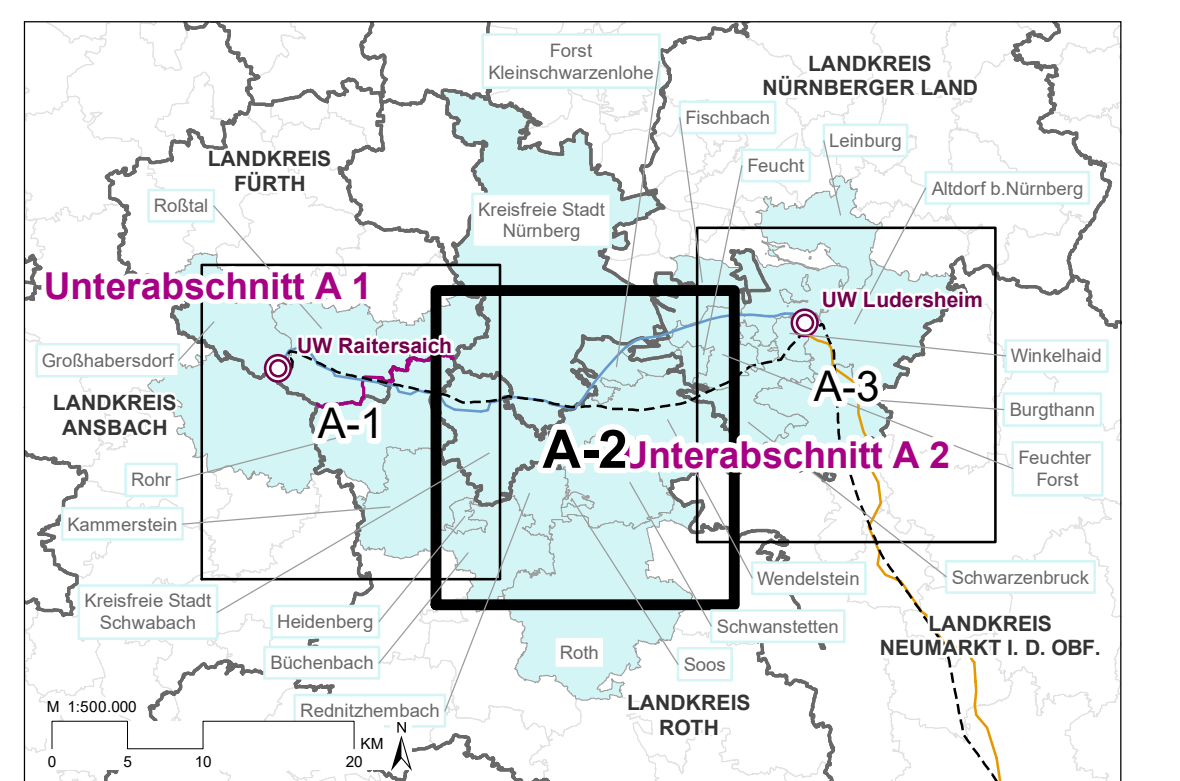 Forst
Kleinschwarzenlohe
LANDKREIS
NÜRNBERGER LAND
Fischbach
Leinburg
Feucht
LANDKREIS
FÜRTH
Altdorf b.Nürnberg
Roßtal
Kreisfreie Stadt
Nürnberg
Unterabschnitt A 1
UW Ludersheim
UW Raitersaich
Großhabersdorf
Winkelhaid
A-3
LANDKREIS
ANSBACH
Burgthann
A-1
A-2
Unterabschnitt A 2
Feuchter
Forst
Rohr
Kammerstein
Wendelstein
Schwarzenbruck
Kreisfreie Stadt
Schwabach
Heidenberg
Schwanstetten
LANDKREIS
NEUMARKT I. D. OBF.
Büchenbach
Roth
Soos
Rednitzhembach
LANDKREIS
ROTH
M 1:500.000
N
KM
0 5 10 20